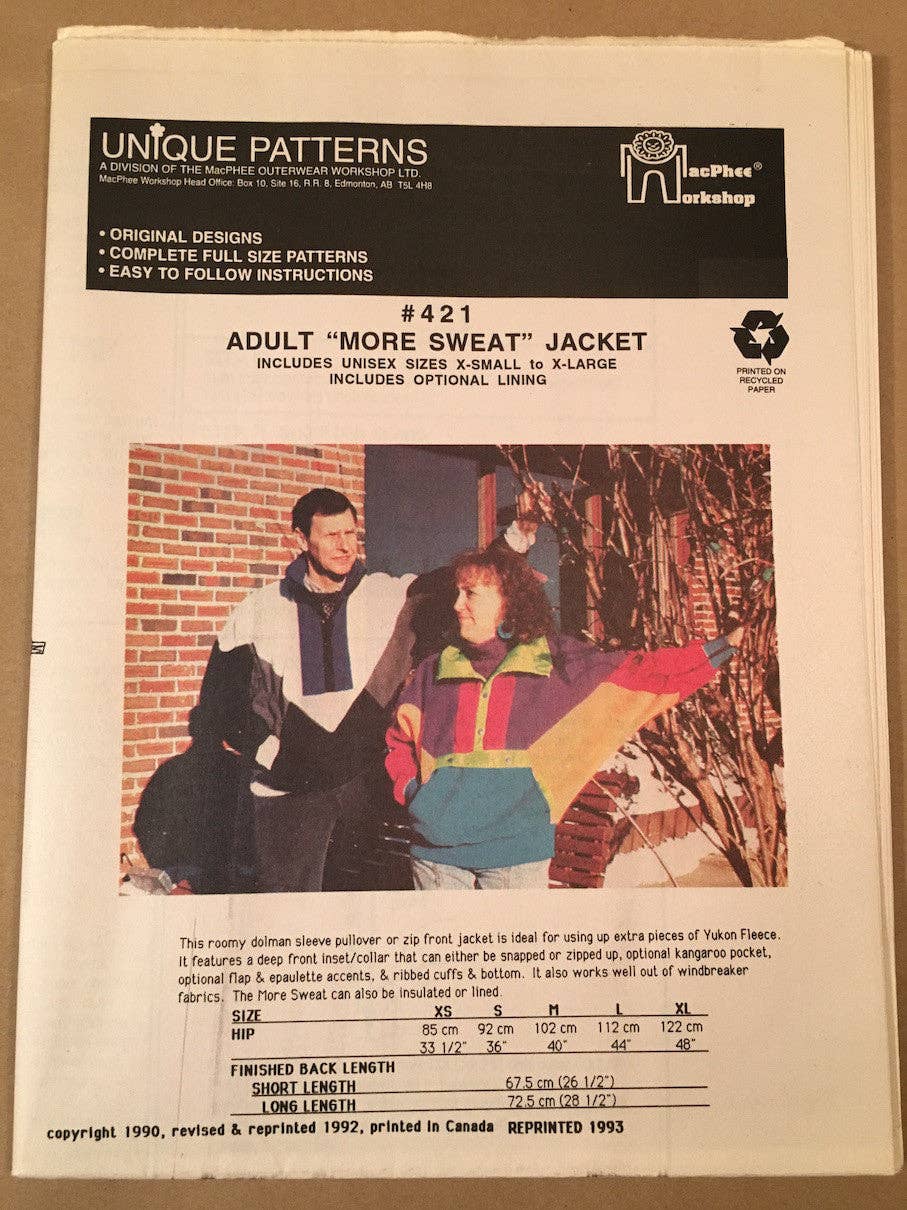 UNIQUE PATTERNS
A DIVISION OF THE MacPHEE OUTERWEAR WORKSHOP LTD.
MacPhee Workshop Head Office: Box 10, Site 16, R.R. 8, Edmonton, AB T5L 4H8
MacPhee®
Workshop
• ORIGINAL DESIGNS
• COMPLETE FULL SIZE PATTERNS
• EASY TO FOLLOW INSTRUCTIONS
#421
ADULT "MORE SWEAT" JACKET
INCLUDES UNISEX SIZES X-SMALL to X-LARGE
INCLUDES OPTIONAL LINING
PRINTED ON
RECYCLED
PAPER
This roomy dolman sleeve pullover or zip front jacket is ideal for using up extra pieces of Yukon Fleece.
It features a deep front inset/collar that can either be snapped or zipped up, optional kangaroo pocket,
optional flap & epaulette accents, & ribbed cuffs & bottom. It also works well out of windbreaker
fabrics. The More Sweat can also be insulated or lined.
SIZE XS S M L XL
HIP 85 cm 92 cm 102 cm 112 cm 122 cm
33 1/2" 36" 40" 44" 48"
FINISHED BACK LENGTH
SHORT LENGTH 67.5 cm (26 1/2")
LONG LENGTH 72.5 cm (28 1/2")
copyright 1990, revised & reprinted 1992, printed in Canada REPRINTED 1993